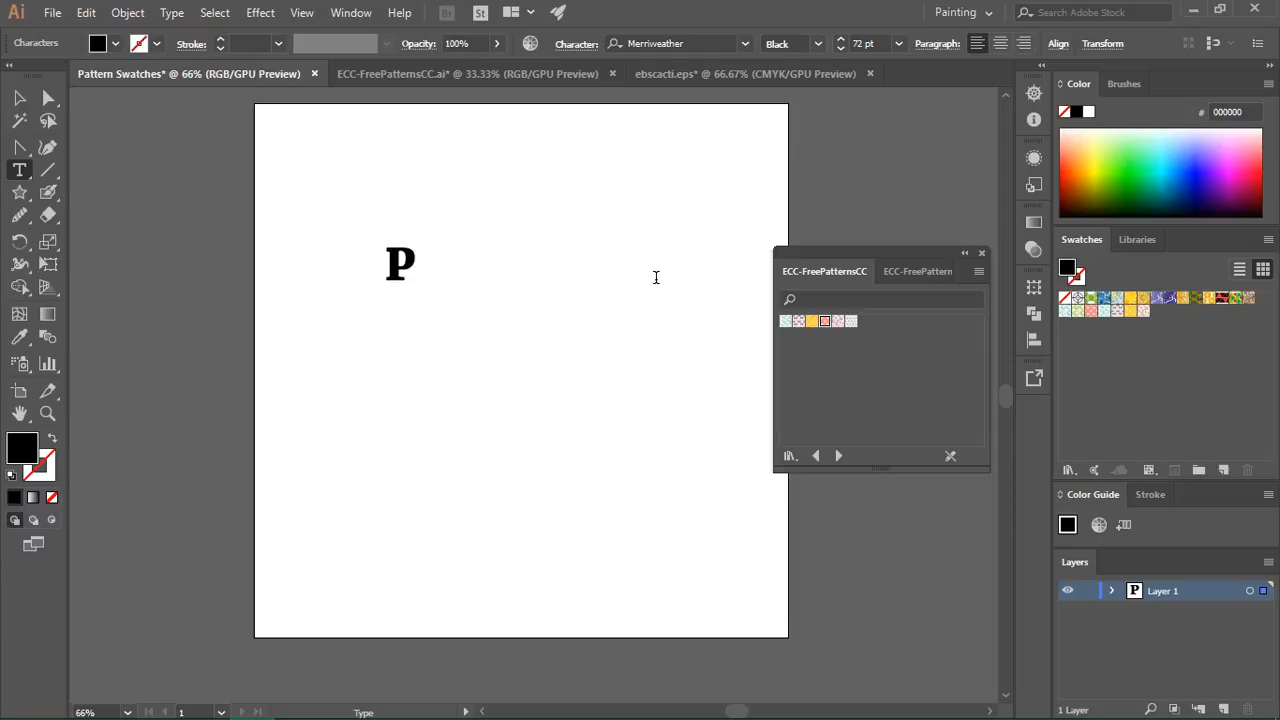 Ai File Edit Object Type Select Effect View Window Help Br St Painting Search Adobe Stock
Characters Stroke: Opacity: 100% Character: Merriweather Black 72 pt Paragraph: Align Transform
Pattern Swatches* @ 66% (RGB/GPU Preview) ECC-FreePatternsCC.ai* @ 33.33% (RGB/GPU Preview) ebscacti.eps* @ 66.67% (CMYK/GPU Preview)
Color Brushes
# 000000
P
Swatches Libraries
ECC-FreePatternsCC ECC-FreePattern
Color Guide Stroke
Layers
P Layer 1
1 Layer
66% 1 Type